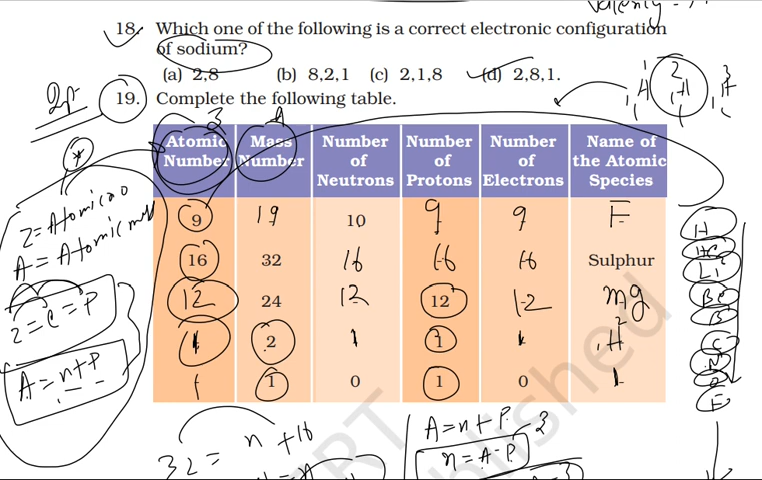 18. Which one of the following is a correct electronic configuration
of sodium?
(a) 2,8 (b) 8,2,1 (c) 2,1,8 (d) 2,8,1.
19. Complete the following table.
3 A
Atomic Number Mass Number Number of Neutrons Number of Protons Number of Electrons Name of the Atomic Species
9 19 10 9 9 F
16 32 16 16 16 Sulphur
12 24 12 12 12 mg
1 2 1 1 1 H
1 1 0 1 0
Z = Atomic no
A = Atomic
Z = e = P
A = n + P
H
He
Li
Be
B
C
N
O
F
32 = n + 16
A = n + P
n = A - P